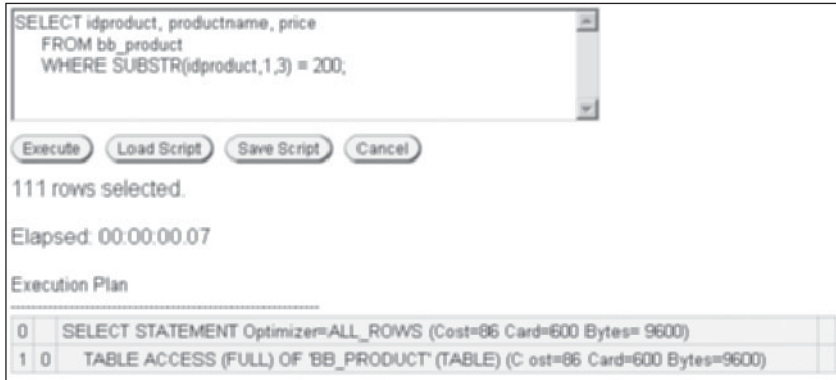 SELECT idproduct, productname, price
FROM bb_product
WHERE SUBSTR(idproduct,1,3) = 200;
Execute Load Script Save Script Cancel
111 rows selected.
Elapsed: 00:00:00.07
Execution Plan
----------------------------------------------------------
0 SELECT STATEMENT Optimizer=ALL_ROWS (Cost=86 Card=600 Bytes= 9600)
1 0 TABLE ACCESS (FULL) OF 'BB_PRODUCT' (TABLE) (C ost=86 Card=600 Bytes=9600)